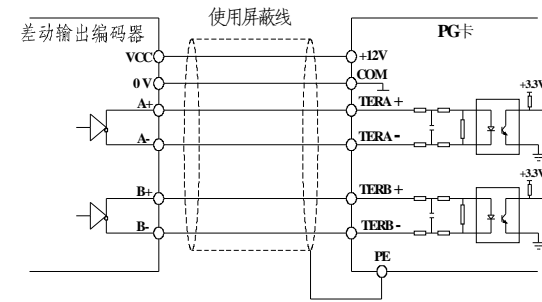 使用屏蔽线
差动输出编码器
PG卡
VCC
+12V
0 V
COM
A+
TERA+
+3.3V
A-
TERA-
B+
TERB+
+3.3V
B-
TERB-
PE